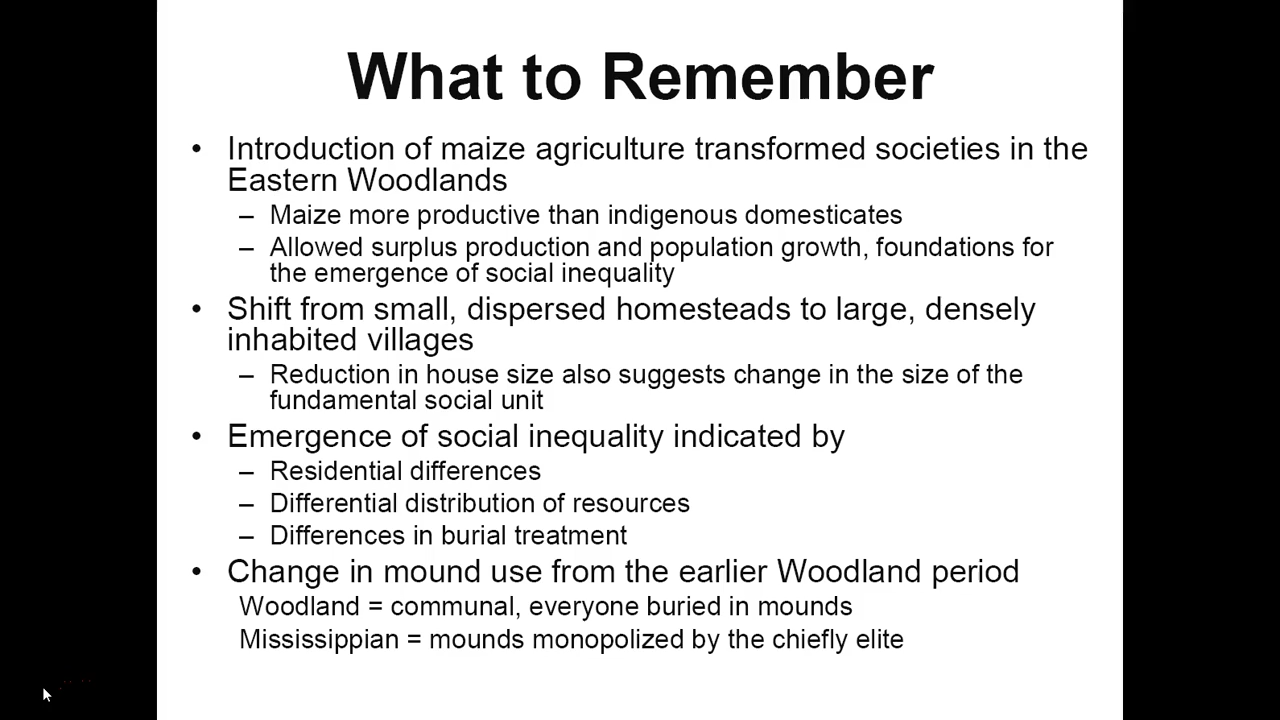 What to Remember
• Introduction of maize agriculture transformed societies in the
Eastern Woodlands
– Maize more productive than indigenous domesticates
– Allowed surplus production and population growth, foundations for
the emergence of social inequality
• Shift from small, dispersed homesteads to large, densely
inhabited villages
– Reduction in house size also suggests change in the size of the
fundamental social unit
• Emergence of social inequality indicated by
– Residential differences
– Differential distribution of resources
– Differences in burial treatment
• Change in mound use from the earlier Woodland period
Woodland = communal, everyone buried in mounds
Mississippian = mounds monopolized by the chiefly elite